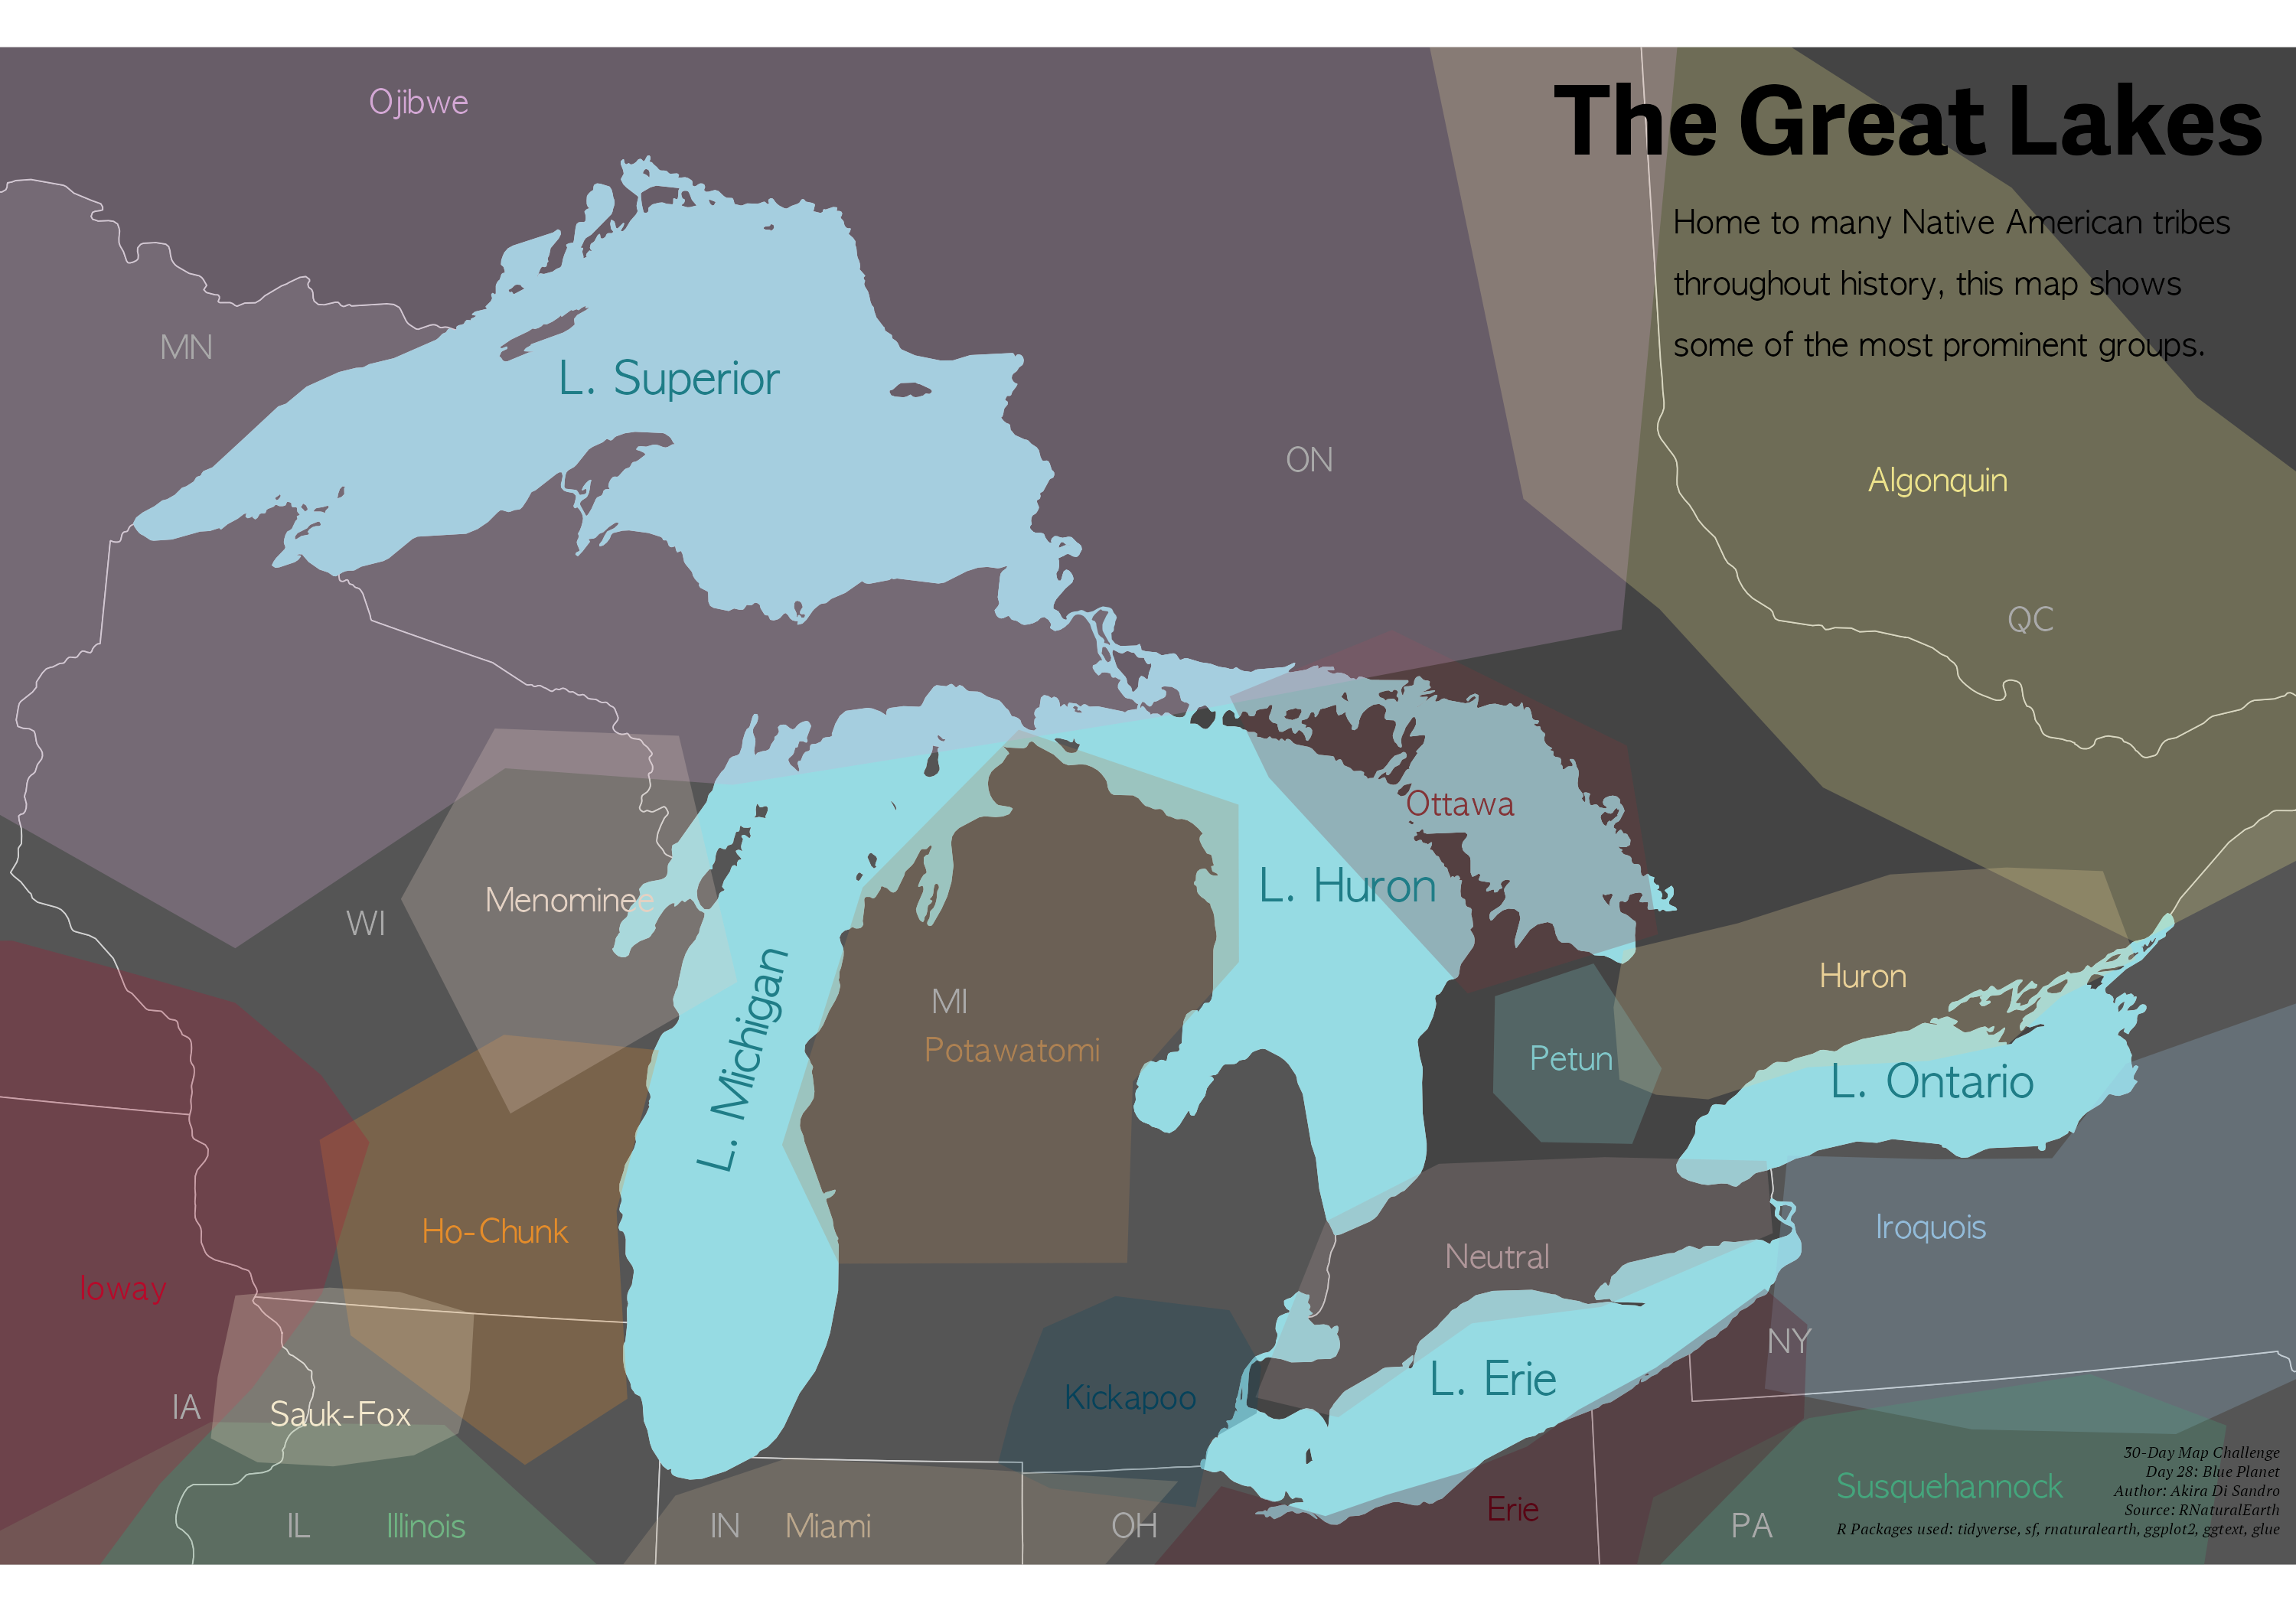 The Great Lakes
Home to many Native American tribes
throughout history, this map shows
some of the most prominent groups.
Ojibwe
MN
L. Superior
ON
Algonquin
QC
Ottawa
L. Huron
Menominee
WI
Huron
MI
Potawatomi
Petun
L. Michigan
L. Ontario
Ho-Chunk
Iroquois
Neutral
Ioway
NY
L. Erie
Kickapoo
IA
Sauk-Fox
Susquehannock
Erie
IL
Illinois
IN
Miami
OH
PA
30-Day Map Challenge
Day 28: Blue Planet
Author: Akira Di Sandro
Source: RNaturalEarth
R Packages used: tidyverse, sf, rnaturalearth, ggplot2, ggtext, glue